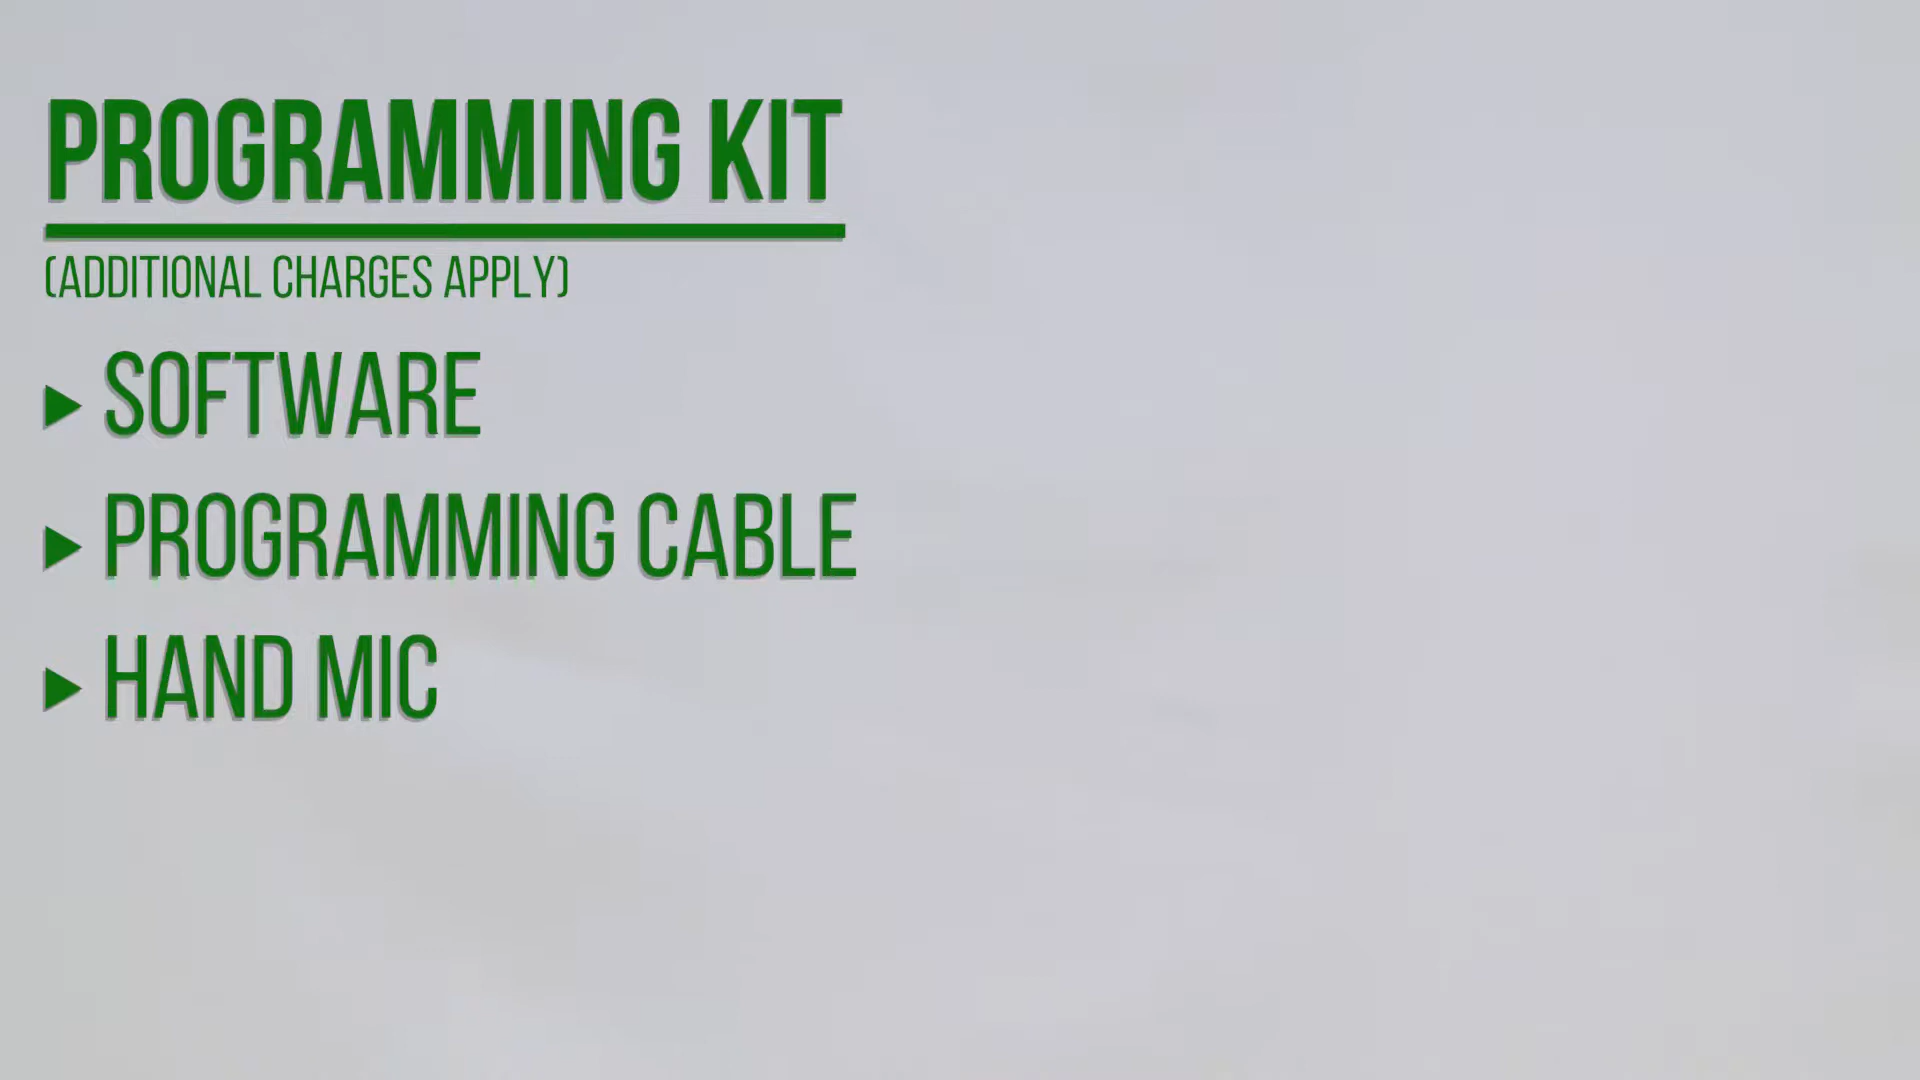 PROGRAMMING KIT
(ADDITIONAL CHARGES APPLY)
▶ SOFTWARE
▶ PROGRAMMING CABLE
▶ HAND MIC